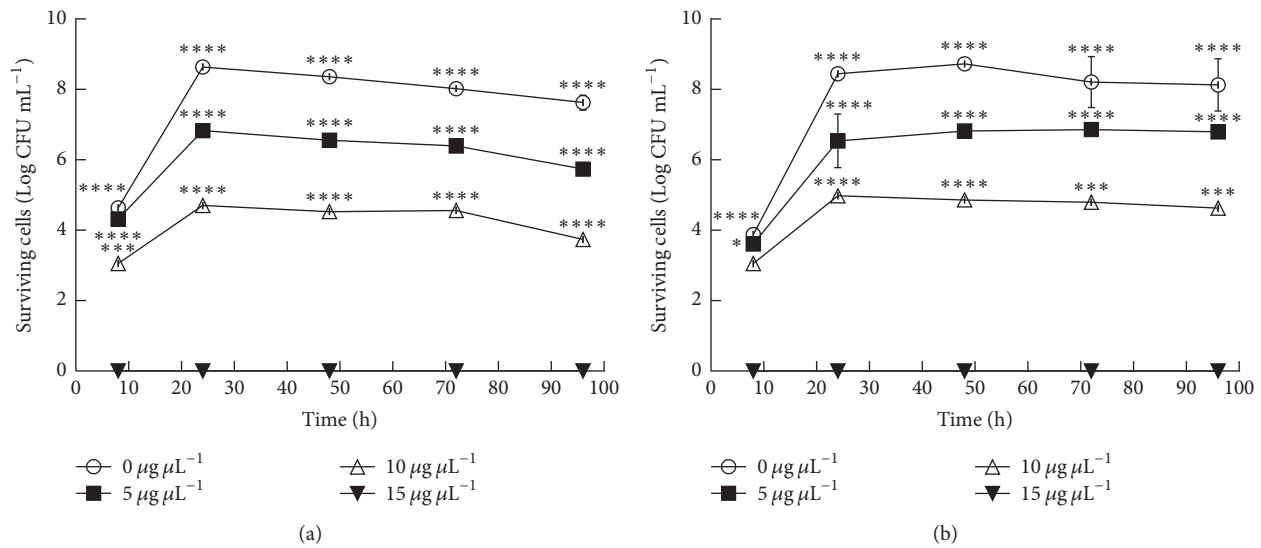 10
8
6
4
2
0
Surviving cells (Log CFU mL⁻¹)
**** **** **** **** ****
**** **** **** ****
**** **** **** **** ****
***
0 10 20 30 40 50 60 70 80 90 100
Time (h)
0 μg μL⁻¹
5 μg μL⁻¹
10 μg μL⁻¹
15 μg μL⁻¹
(a)
10
8
6
4
2
0
Surviving cells (Log CFU mL⁻¹)
**** **** **** **** ****
**** **** **** ****
**** **** *** ***
*
0 10 20 30 40 50 60 70 80 90 100
Time (h)
0 μg μL⁻¹
5 μg μL⁻¹
10 μg μL⁻¹
15 μg μL⁻¹
(b)